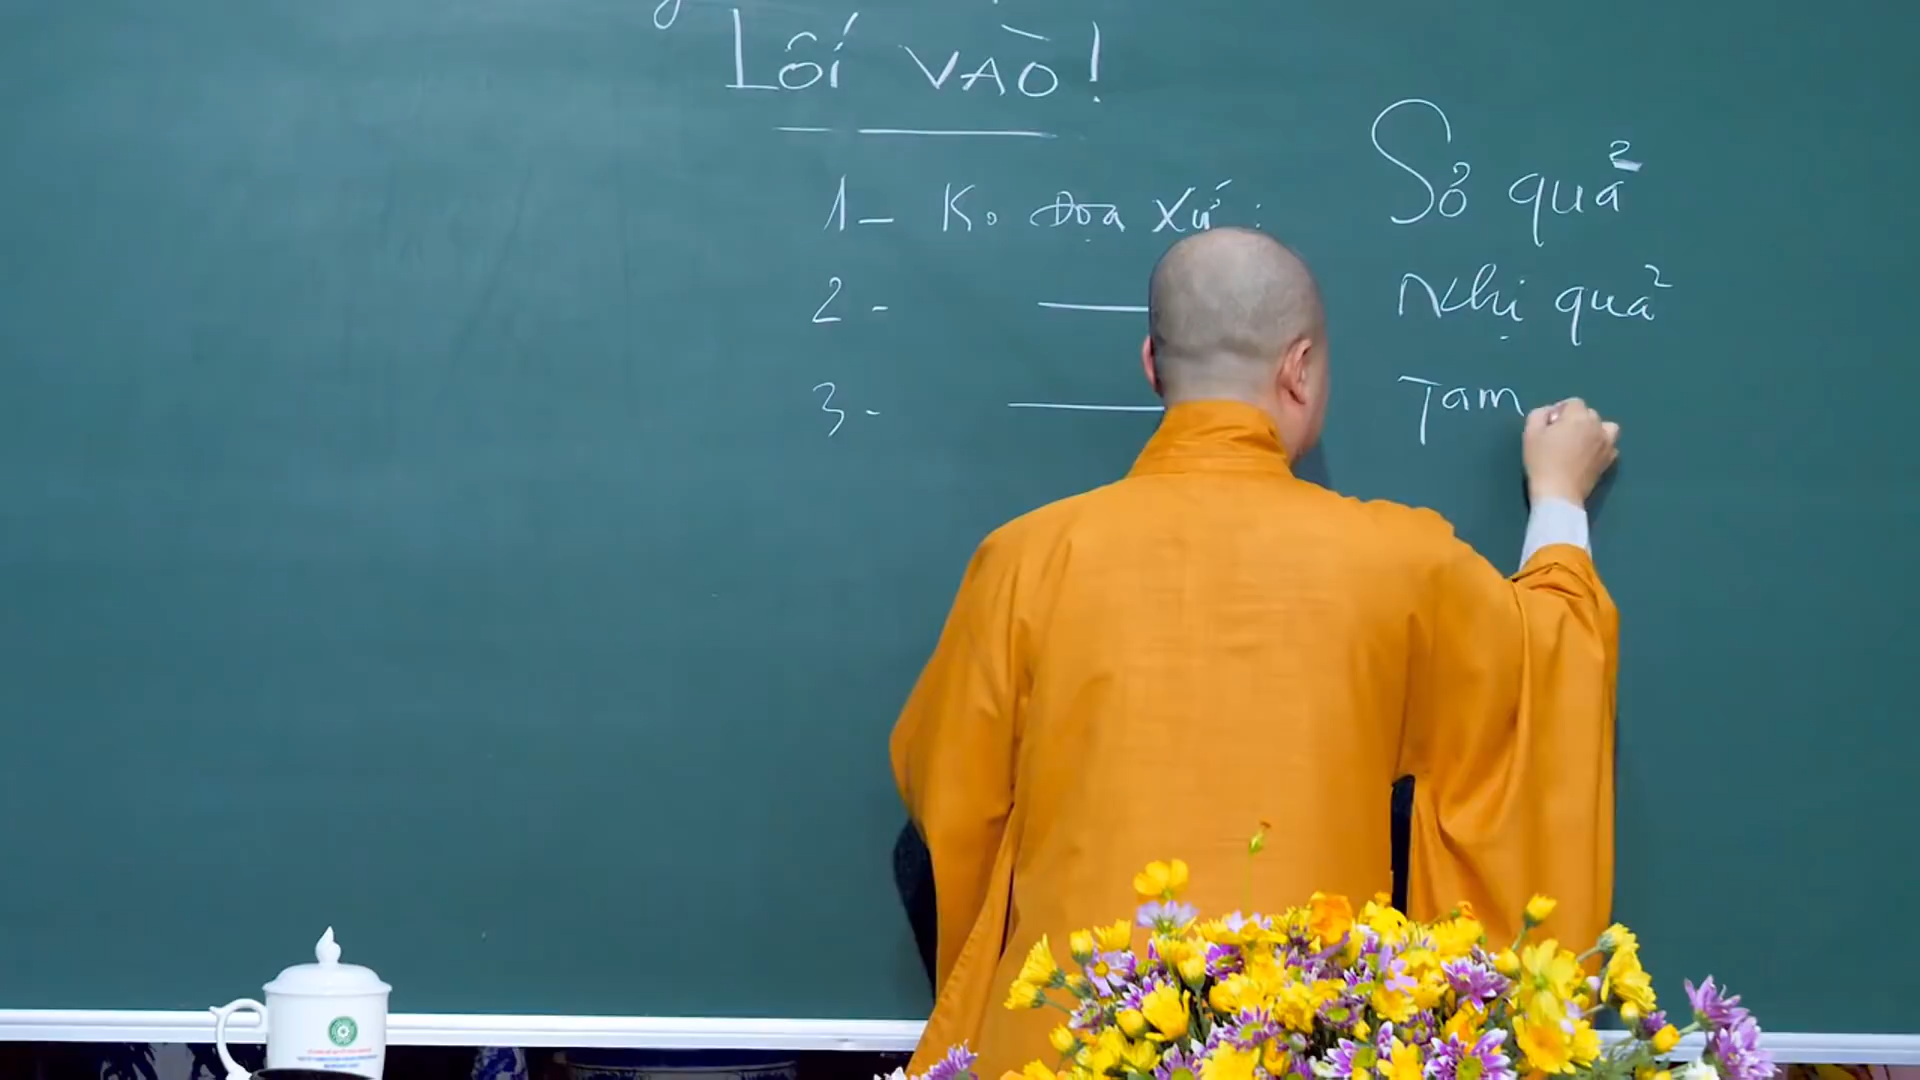 Lối VÀO!
1- Ko Đọa Xứ: Sơ quả
2- Nhị quả
3- Tam